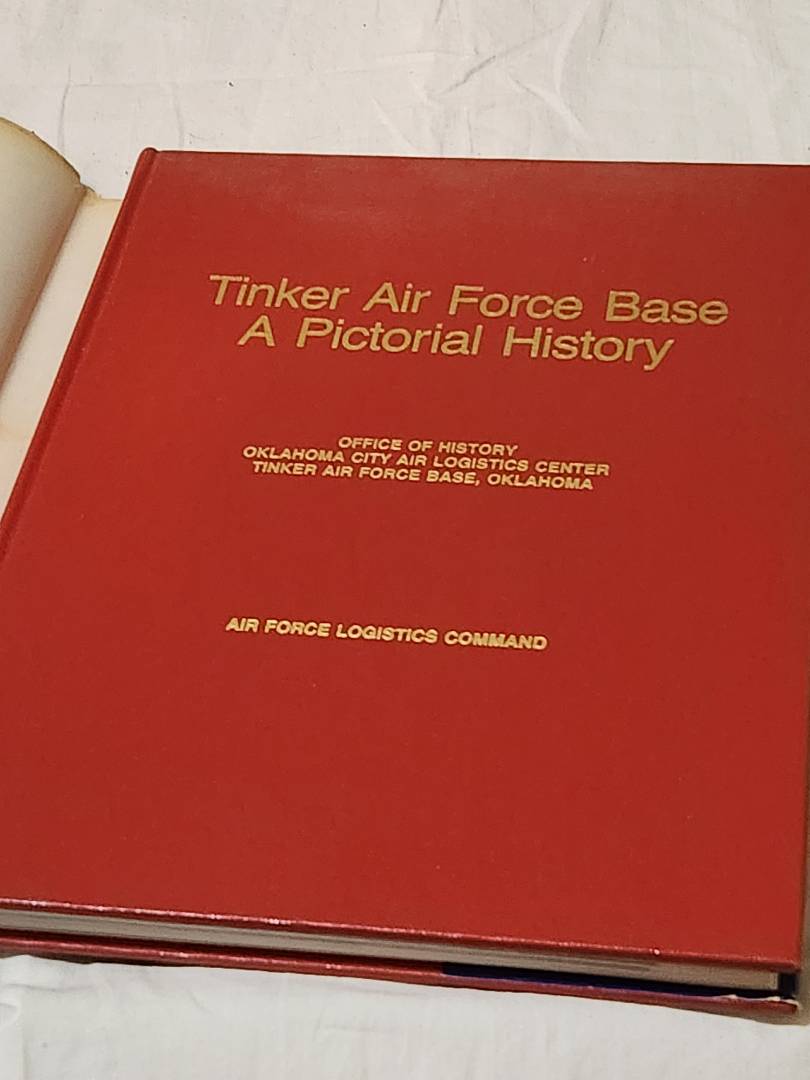 Tinker Air Force Base
A Pictorial History
OFFICE OF HISTORY
OKLAHOMA CITY AIR LOGISTICS CENTER
TINKER AIR FORCE BASE, OKLAHOMA
AIR FORCE LOGISTICS COMMAND